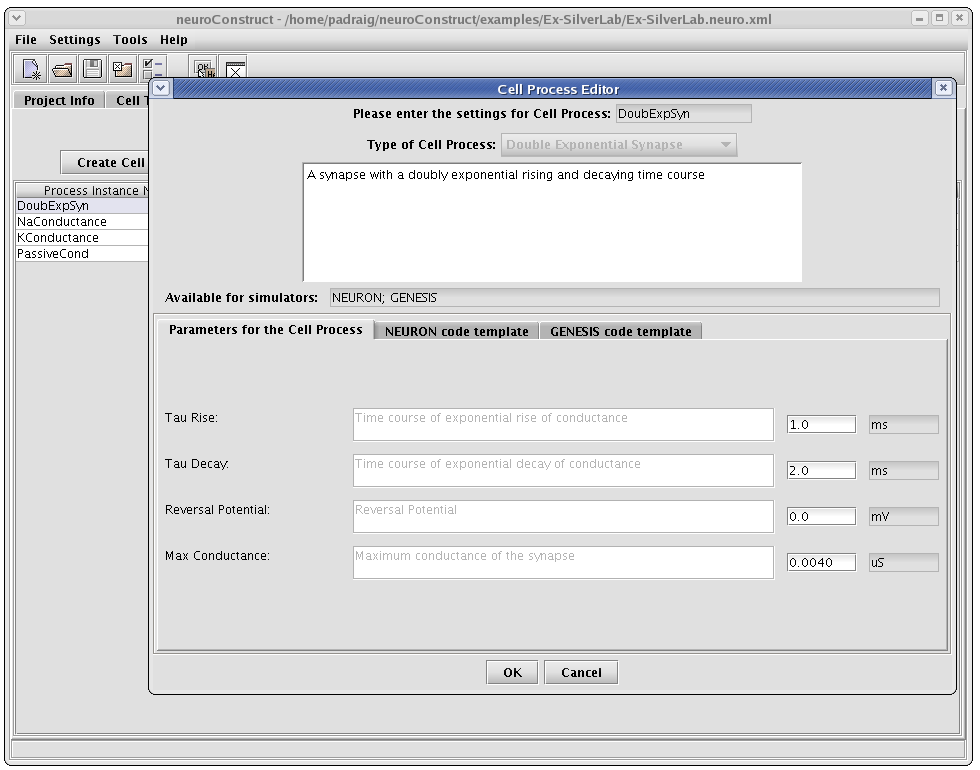 neuroConstruct - /home/padraig/neuroConstruct/examples/Ex-SilverLab/Ex-SilverLab.neuro.xml
File Settings Tools Help
Cell Process Editor
Project Info Cell
Please enter the settings for Cell Process: DoubExpSyn
Type of Cell Process: Double Exponential Synapse
Create Cell
A synapse with a doubly exponential rising and decaying time course
Process Instance
DoubExpSyn
NaConductance
KConductance
PassiveCond
Available for simulators: NEURON; GENESIS
Parameters for the Cell Process NEURON code template GENESIS code template
Tau Rise: Time course of exponential rise of conductance 1.0 ms
Tau Decay: Time course of exponential decay of conductance 2.0 ms
Reversal Potential: Reversal Potential 0.0 mV
Max Conductance: Maximum conductance of the synapse 0.0040 uS
OK Cancel